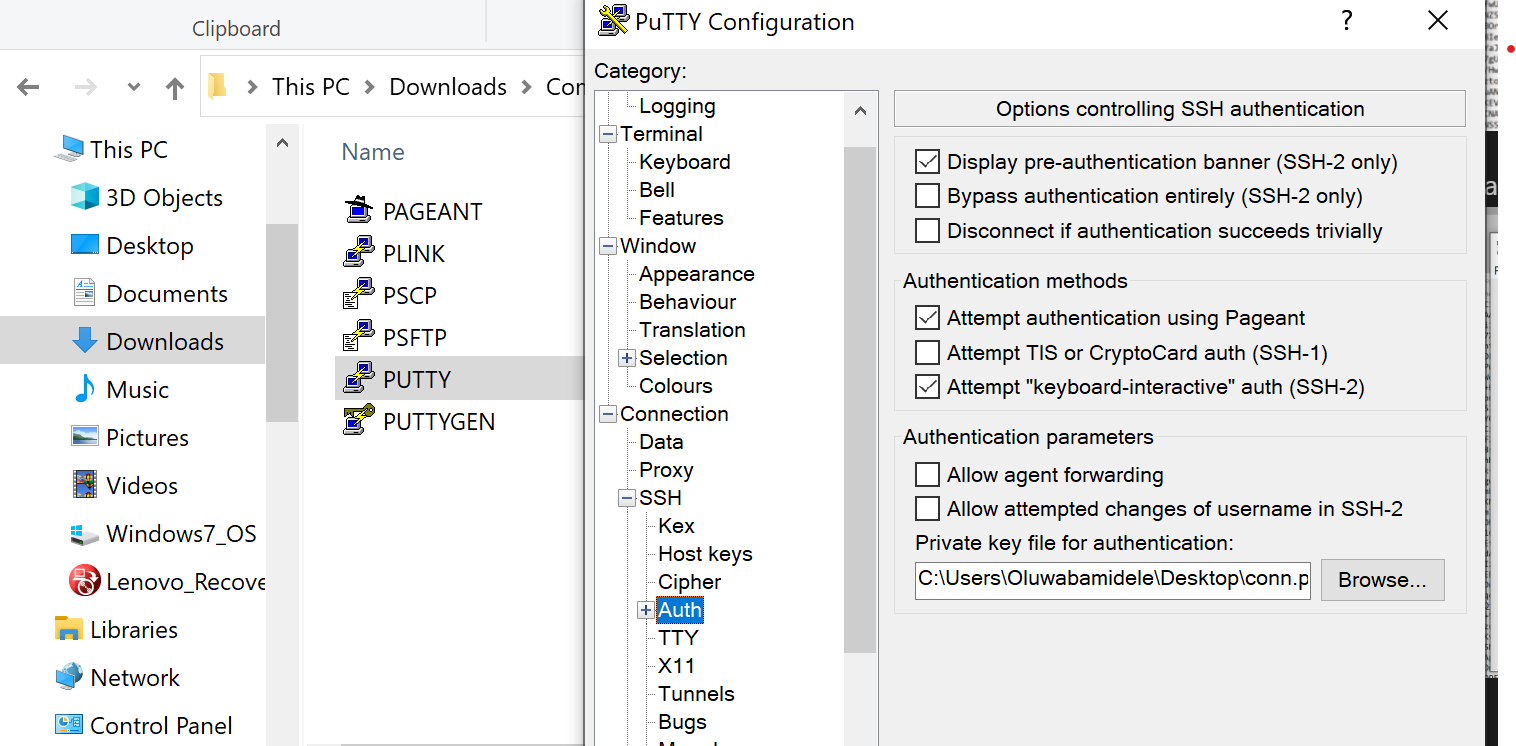 Clipboard
This PC
Downloads
Con
This PC
3D Objects
Desktop
Documents
Downloads
Music
Pictures
Videos
Windows7_OS
Lenovo_Recove
Libraries
Network
Control Panel
Name
PAGEANT
PLINK
PSCP
PSFTP
PUTTY
PUTTYGEN
PuTTY Configuration
?
Category:
Logging
Terminal
Keyboard
Bell
Features
Window
Appearance
Behaviour
Translation
Selection
Colours
Connection
Data
Proxy
SSH
Kex
Host keys
Cipher
Auth
TTY
X11
Tunnels
Bugs
Options controlling SSH authentication
Display pre-authentication banner (SSH-2 only)
Bypass authentication entirely (SSH-2 only)
Disconnect if authentication succeeds trivially
Authentication methods
Attempt authentication using Pageant
Attempt TIS or CryptoCard auth (SSH-1)
Attempt "keyboard-interactive" auth (SSH-2)
Authentication parameters
Allow agent forwarding
Allow attempted changes of username in SSH-2
Private key file for authentication:
C:\Users\Oluwabamidele\Desktop\conn.p
Browse...